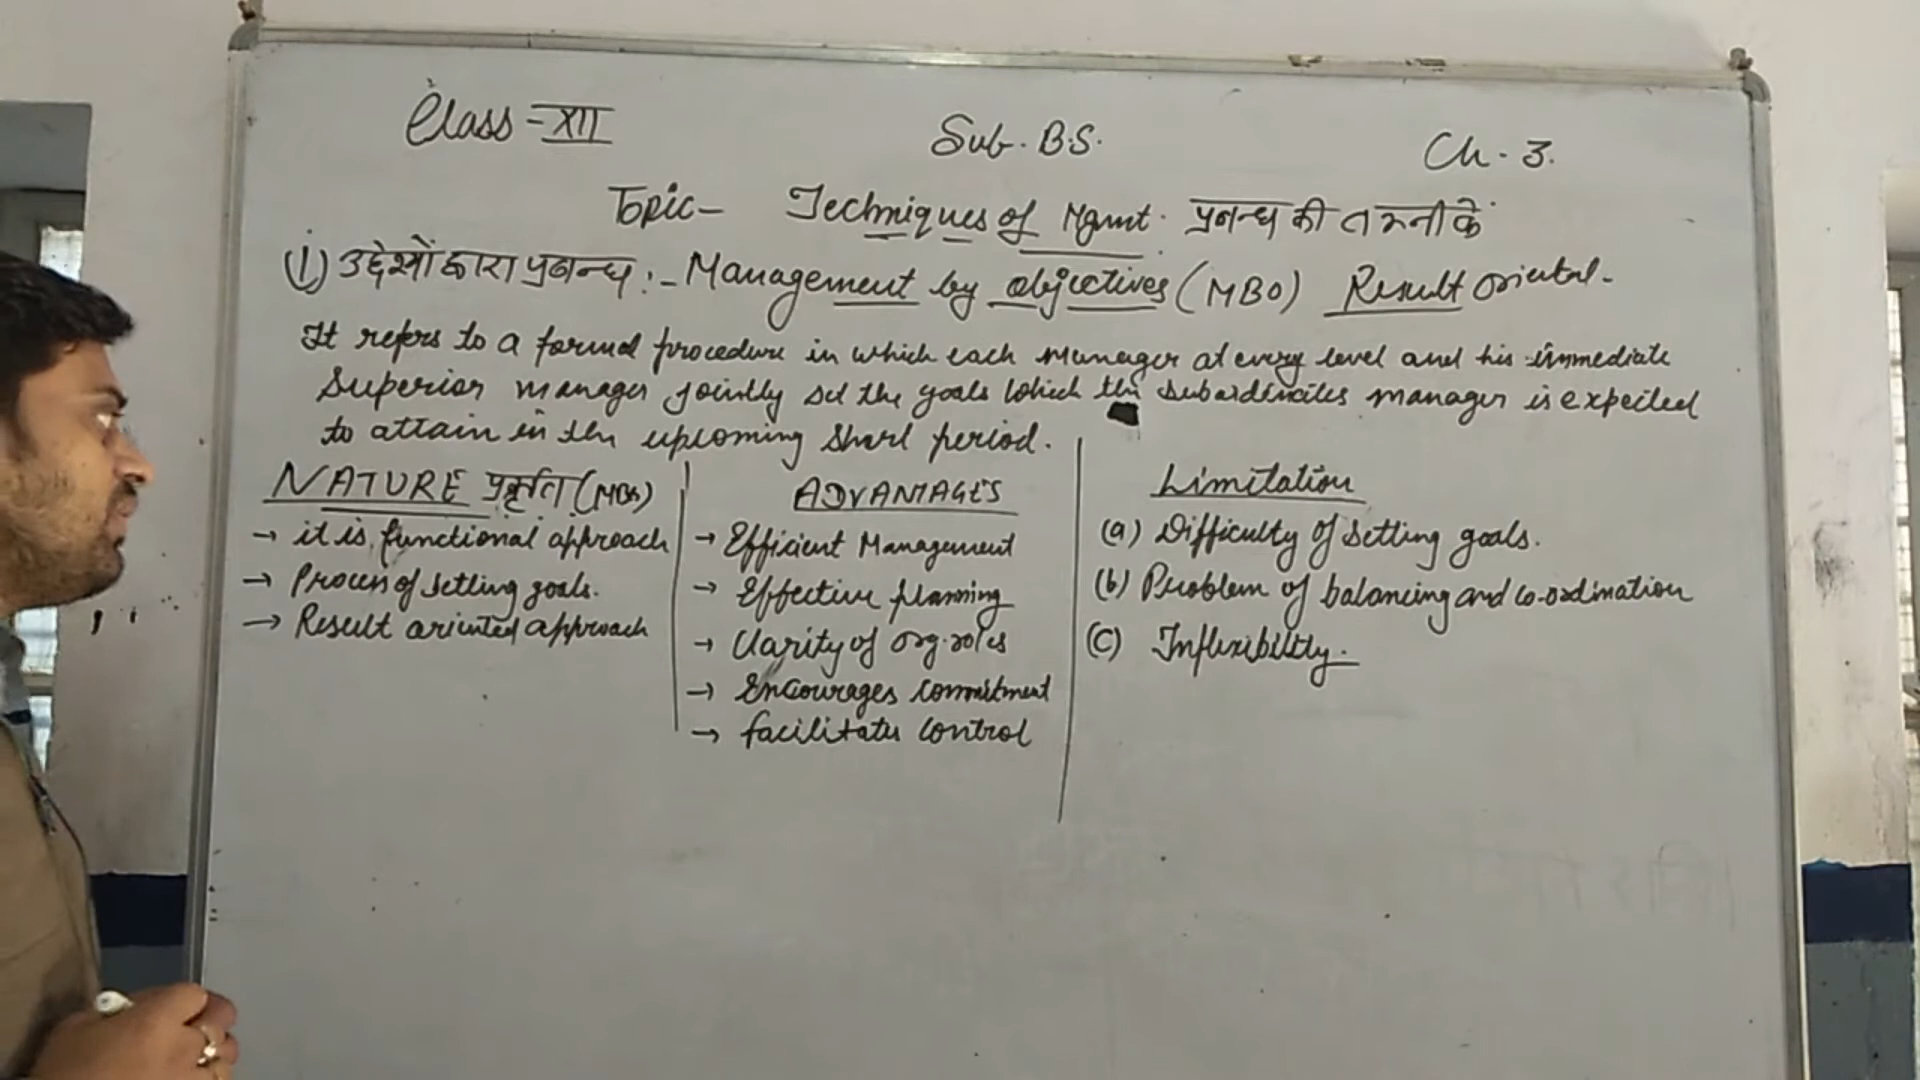 Class - XII Sub. B.S. Ch. 3.
Topic- Techniques of Mgmt. प्रबन्ध की तकनीकें
(i) उद्देश्यों द्वारा प्रबन्ध :- Management by objectives (MBO) Result oriental.
It refers to a formal procedure in which each manager at every level and his immediate
Superior manager jointly set the goals which the subordinates manager is expected
to attain in the upcoming short period.
NATURE प्रकृति (MBO)
→ it is functional approach
→ Process of setting goals.
→ Result oriented approach
ADVANTAGES
→ Efficient Management
→ Effective planning
→ Clarity of org. roles
→ Encourages commitment
→ facilitates control
Limitation
(a) Difficulty of setting goals.
(b) Problem of balancing and co-ordination
(C) Inflexibility.